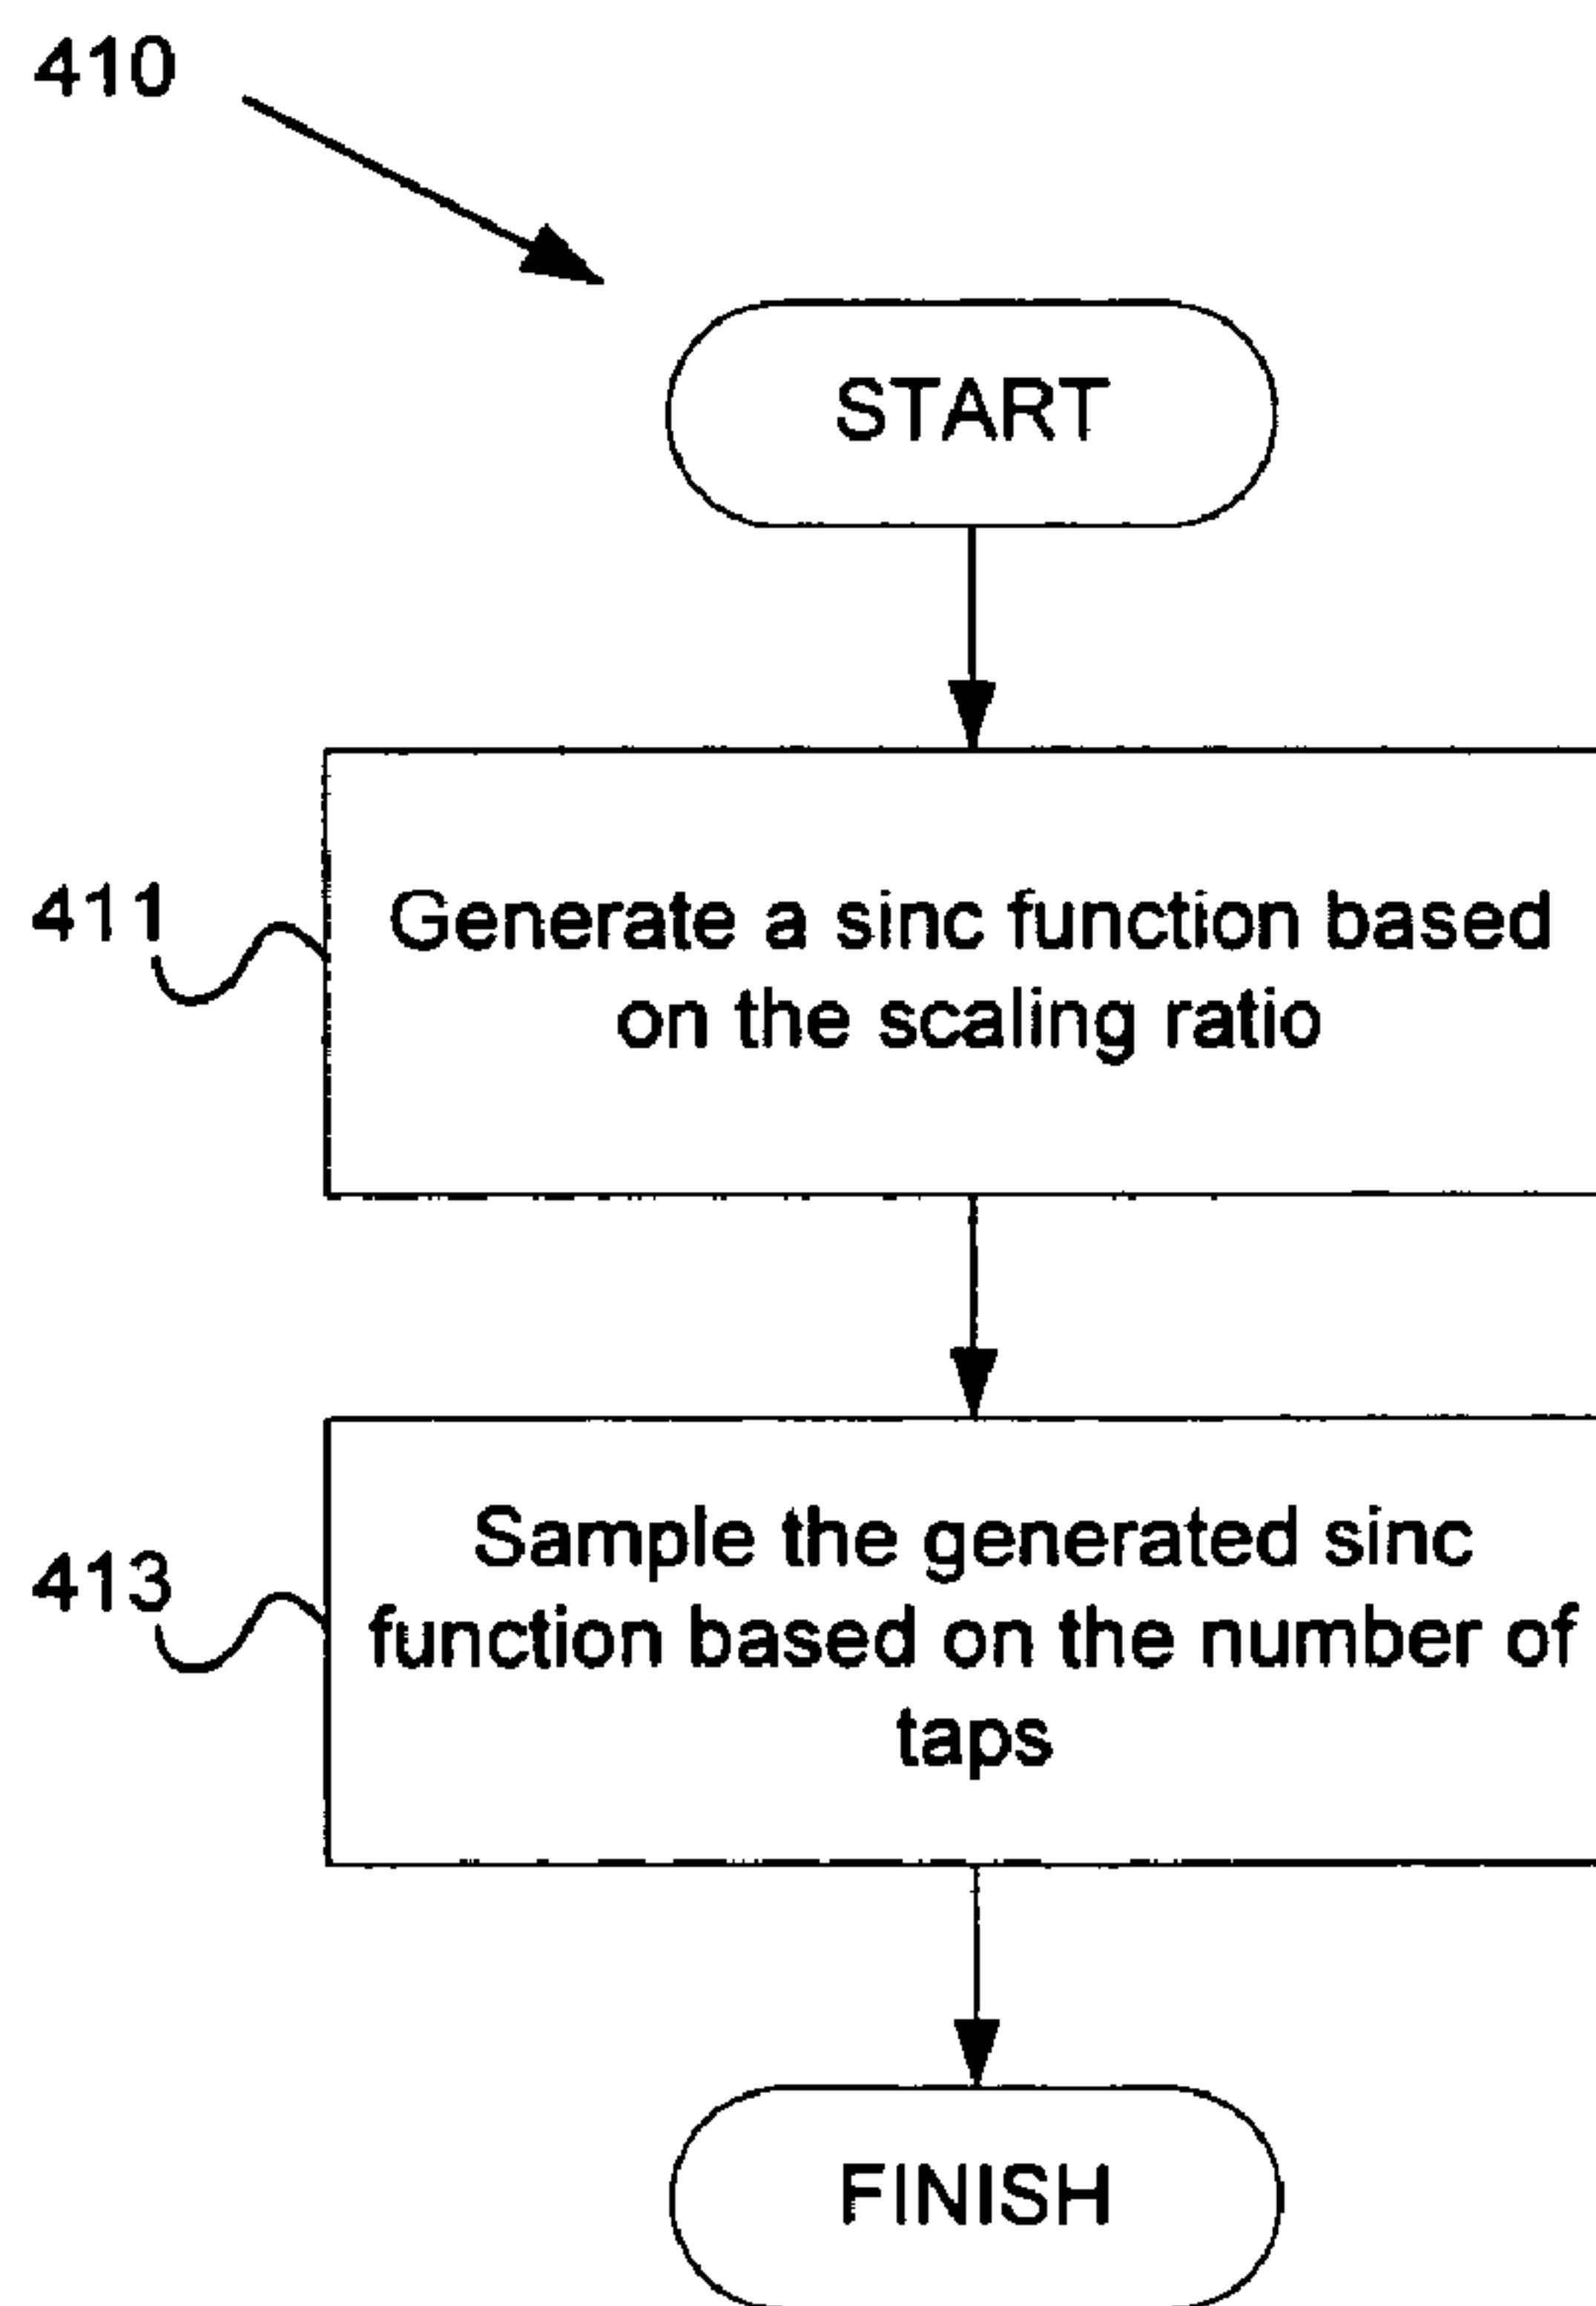 410
START
411
Generate a sinc function based
on the scaling ratio
413
Sample the generated sinc
function based on the number of
taps
FINISH